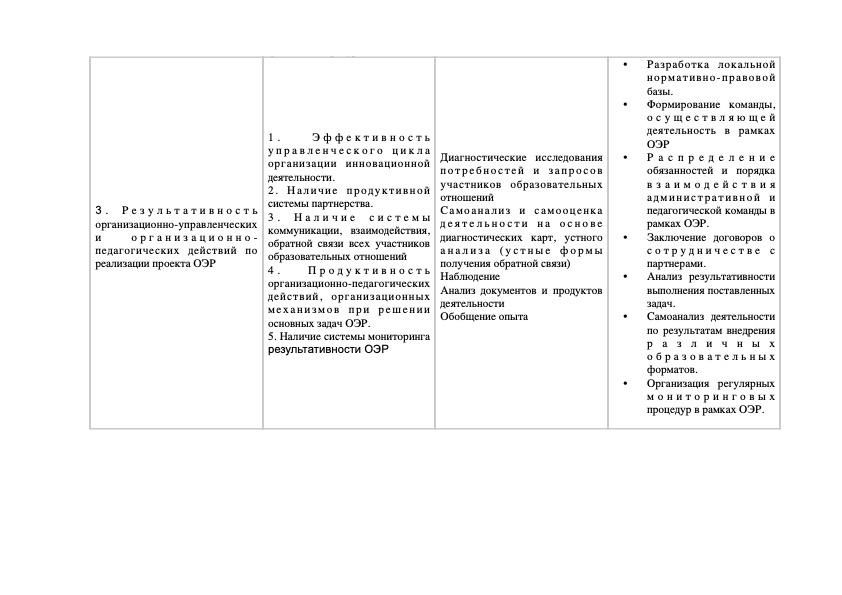 3. Результативность
организационно-управленческих
и организационно-
педагогических действий по
реализации проекта ОЭР
1. Эффективность
управленческого цикла
организации инновационной
деятельности.
2. Наличие продуктивной
системы партнерства.
3. Наличие системы
коммуникации, взаимодействия,
обратной связи всех участников
образовательных отношений
4. Продуктивность
организационно-педагогических
действий, организационных
механизмов при решении
основных задач ОЭР.
5. Наличие системы мониторинга
результативности ОЭР
Диагностические исследования
потребностей и запросов
участников образовательных
отношений
Самоанализ и самооценка
деятельности на основе
диагностических карт, устного
анализа (устные формы
получения обратной связи)
Наблюдение
Анализ документов и продуктов
деятельности
Обобщение опыта
• Разработка локальной
нормативно-правовой
базы.
• Формирование команды,
осуществляющей
деятельность в рамках
ОЭР
• Распределение
обязанностей и порядка
взаимодействия
административной и
педагогической команды в
рамках ОЭР.
• Заключение договоров о
сотрудничестве с
партнерами.
• Анализ результативности
выполнения поставленных
задач.
• Самоанализ деятельности
по результатам внедрения
различных
образовательных
форматов.
• Организация регулярных
мониторинговых
процедур в рамках ОЭР.